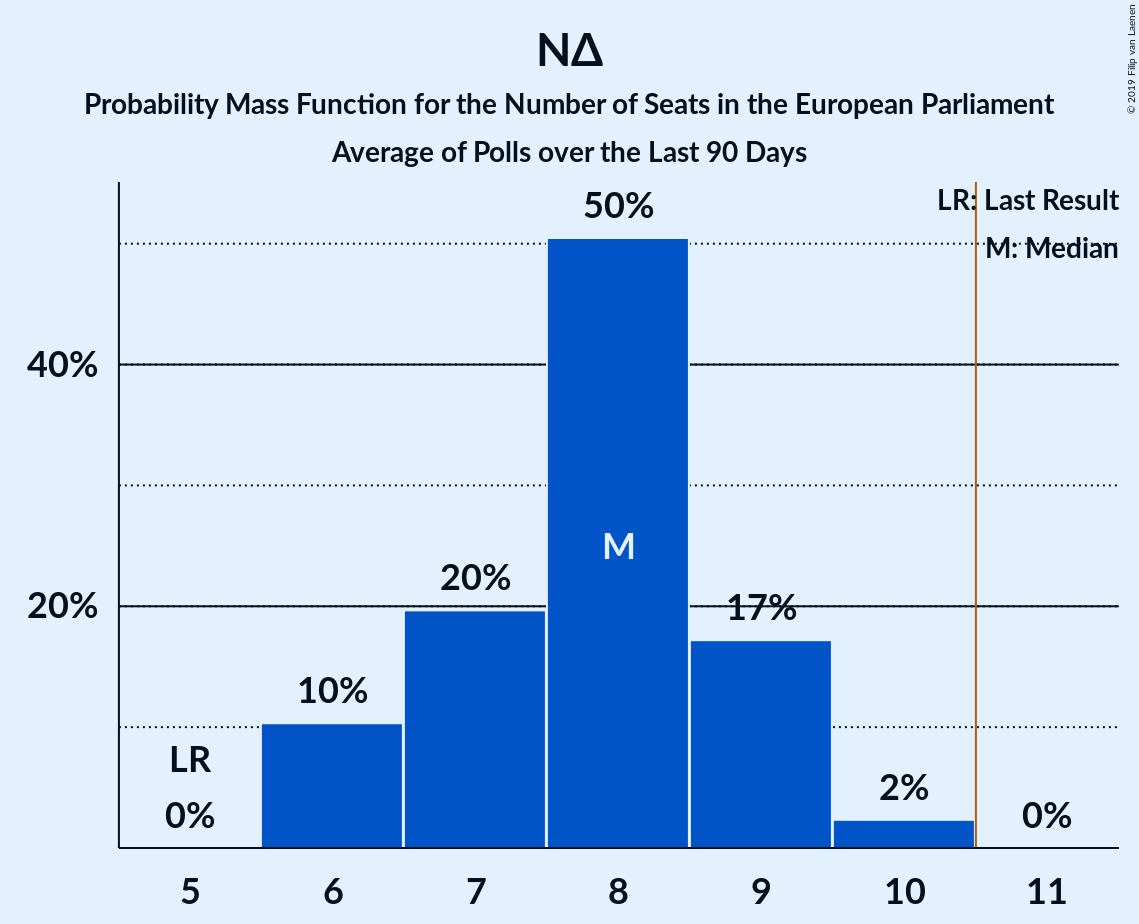 ΝΔ
Probability Mass Function for the Number of Seats in the European Parliament
Average of Polls over the Last 90 Days
© 2019 Filip van Laenen
LR: Last Result
M: Median
50%
40%
M
20%
17%
20%
10%
LR
0%
2%
0%
5 6 7 8 9 10 11